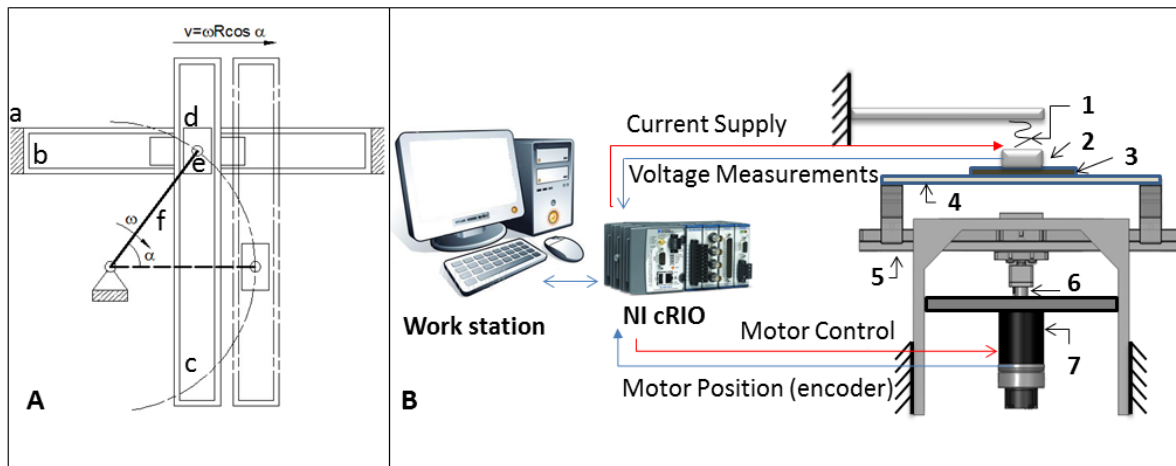 v=ωRcos α
a
b
d
e
f
ω
α
c
A
B
Current Supply
Voltage Measurements
Work station
NI cRIO
Motor Control
Motor Position (encoder)
1
2
3
4
5
6
7